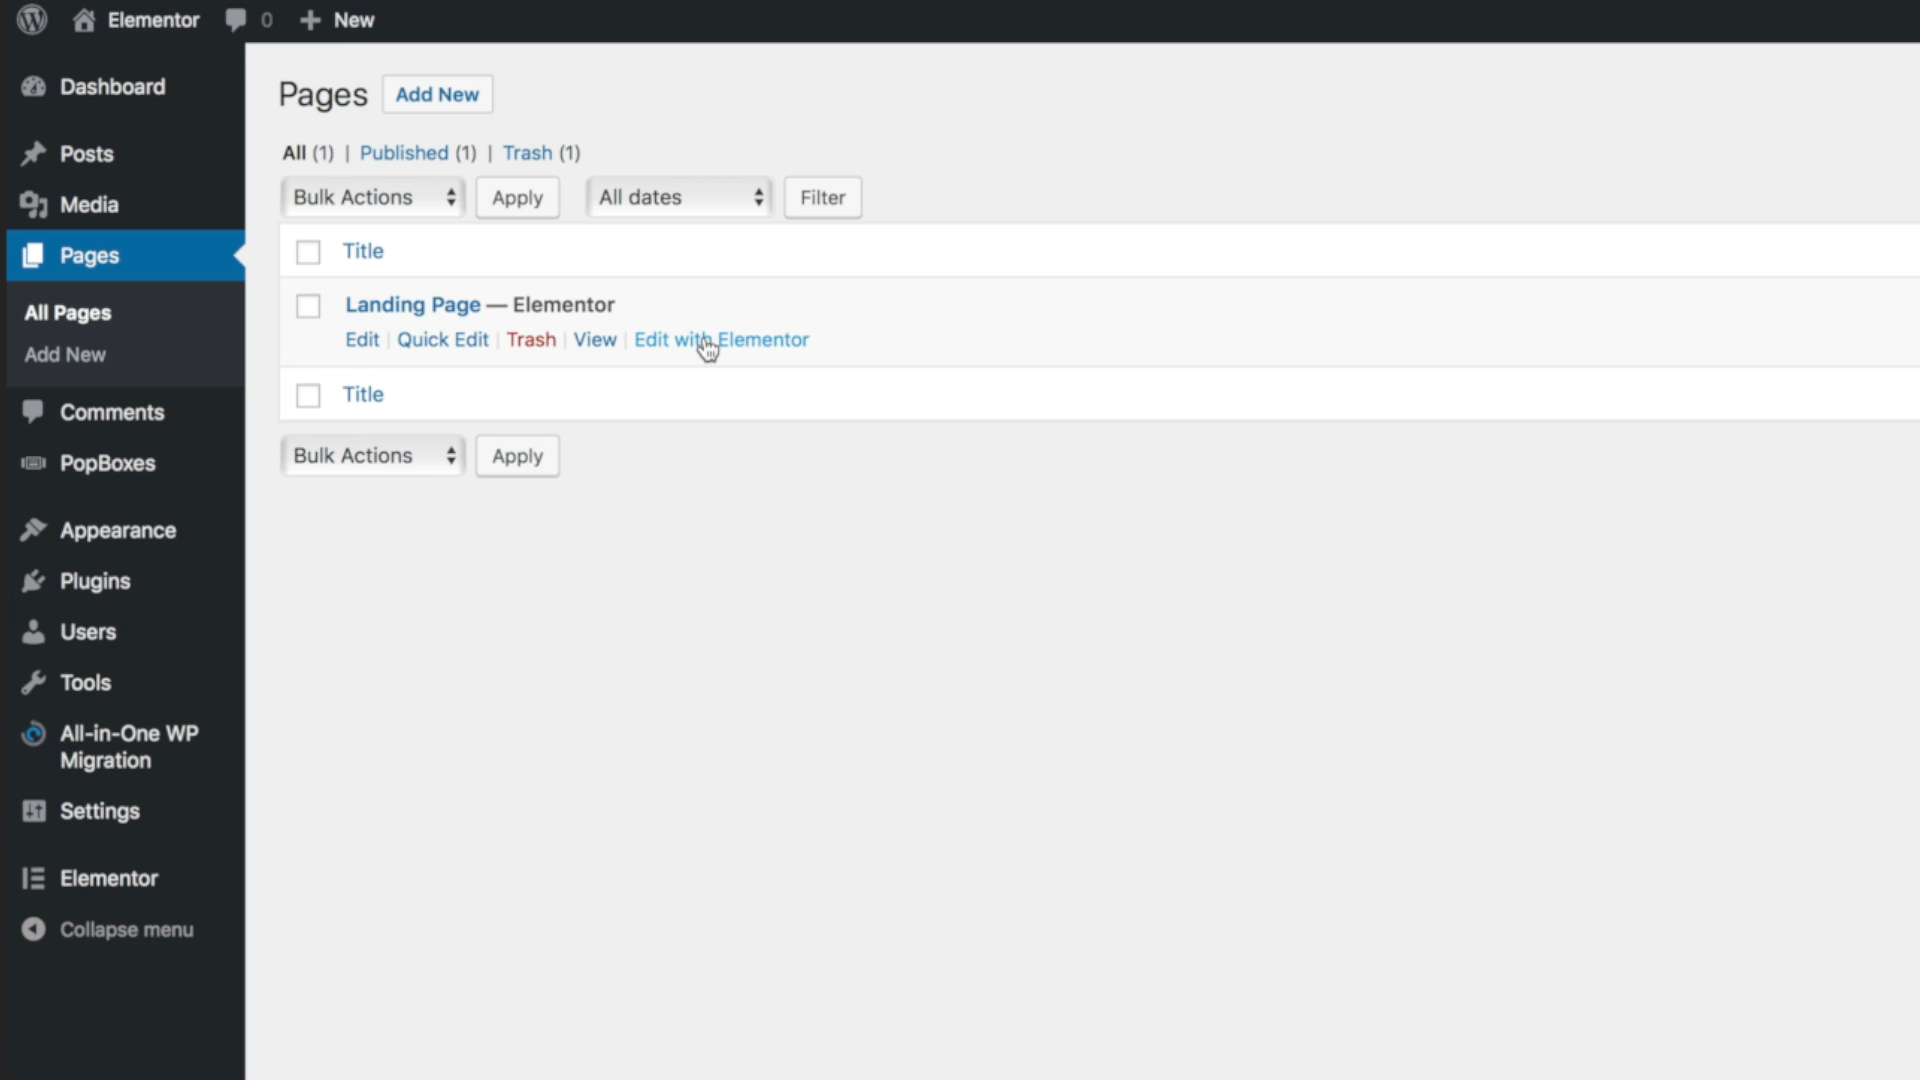 Elementor 0 New
Dashboard
Posts
Media
Pages
All Pages
Add New
Comments
PopBoxes
Appearance
Plugins
Users
Tools
All-in-One WP
Migration
Settings
Elementor
Collapse menu
Pages Add New
All (1) | Published (1) | Trash (1)
Bulk Actions Apply All dates Filter
Title
Landing Page — Elementor
Edit | Quick Edit | Trash | View | Edit with Elementor
Title
Bulk Actions Apply